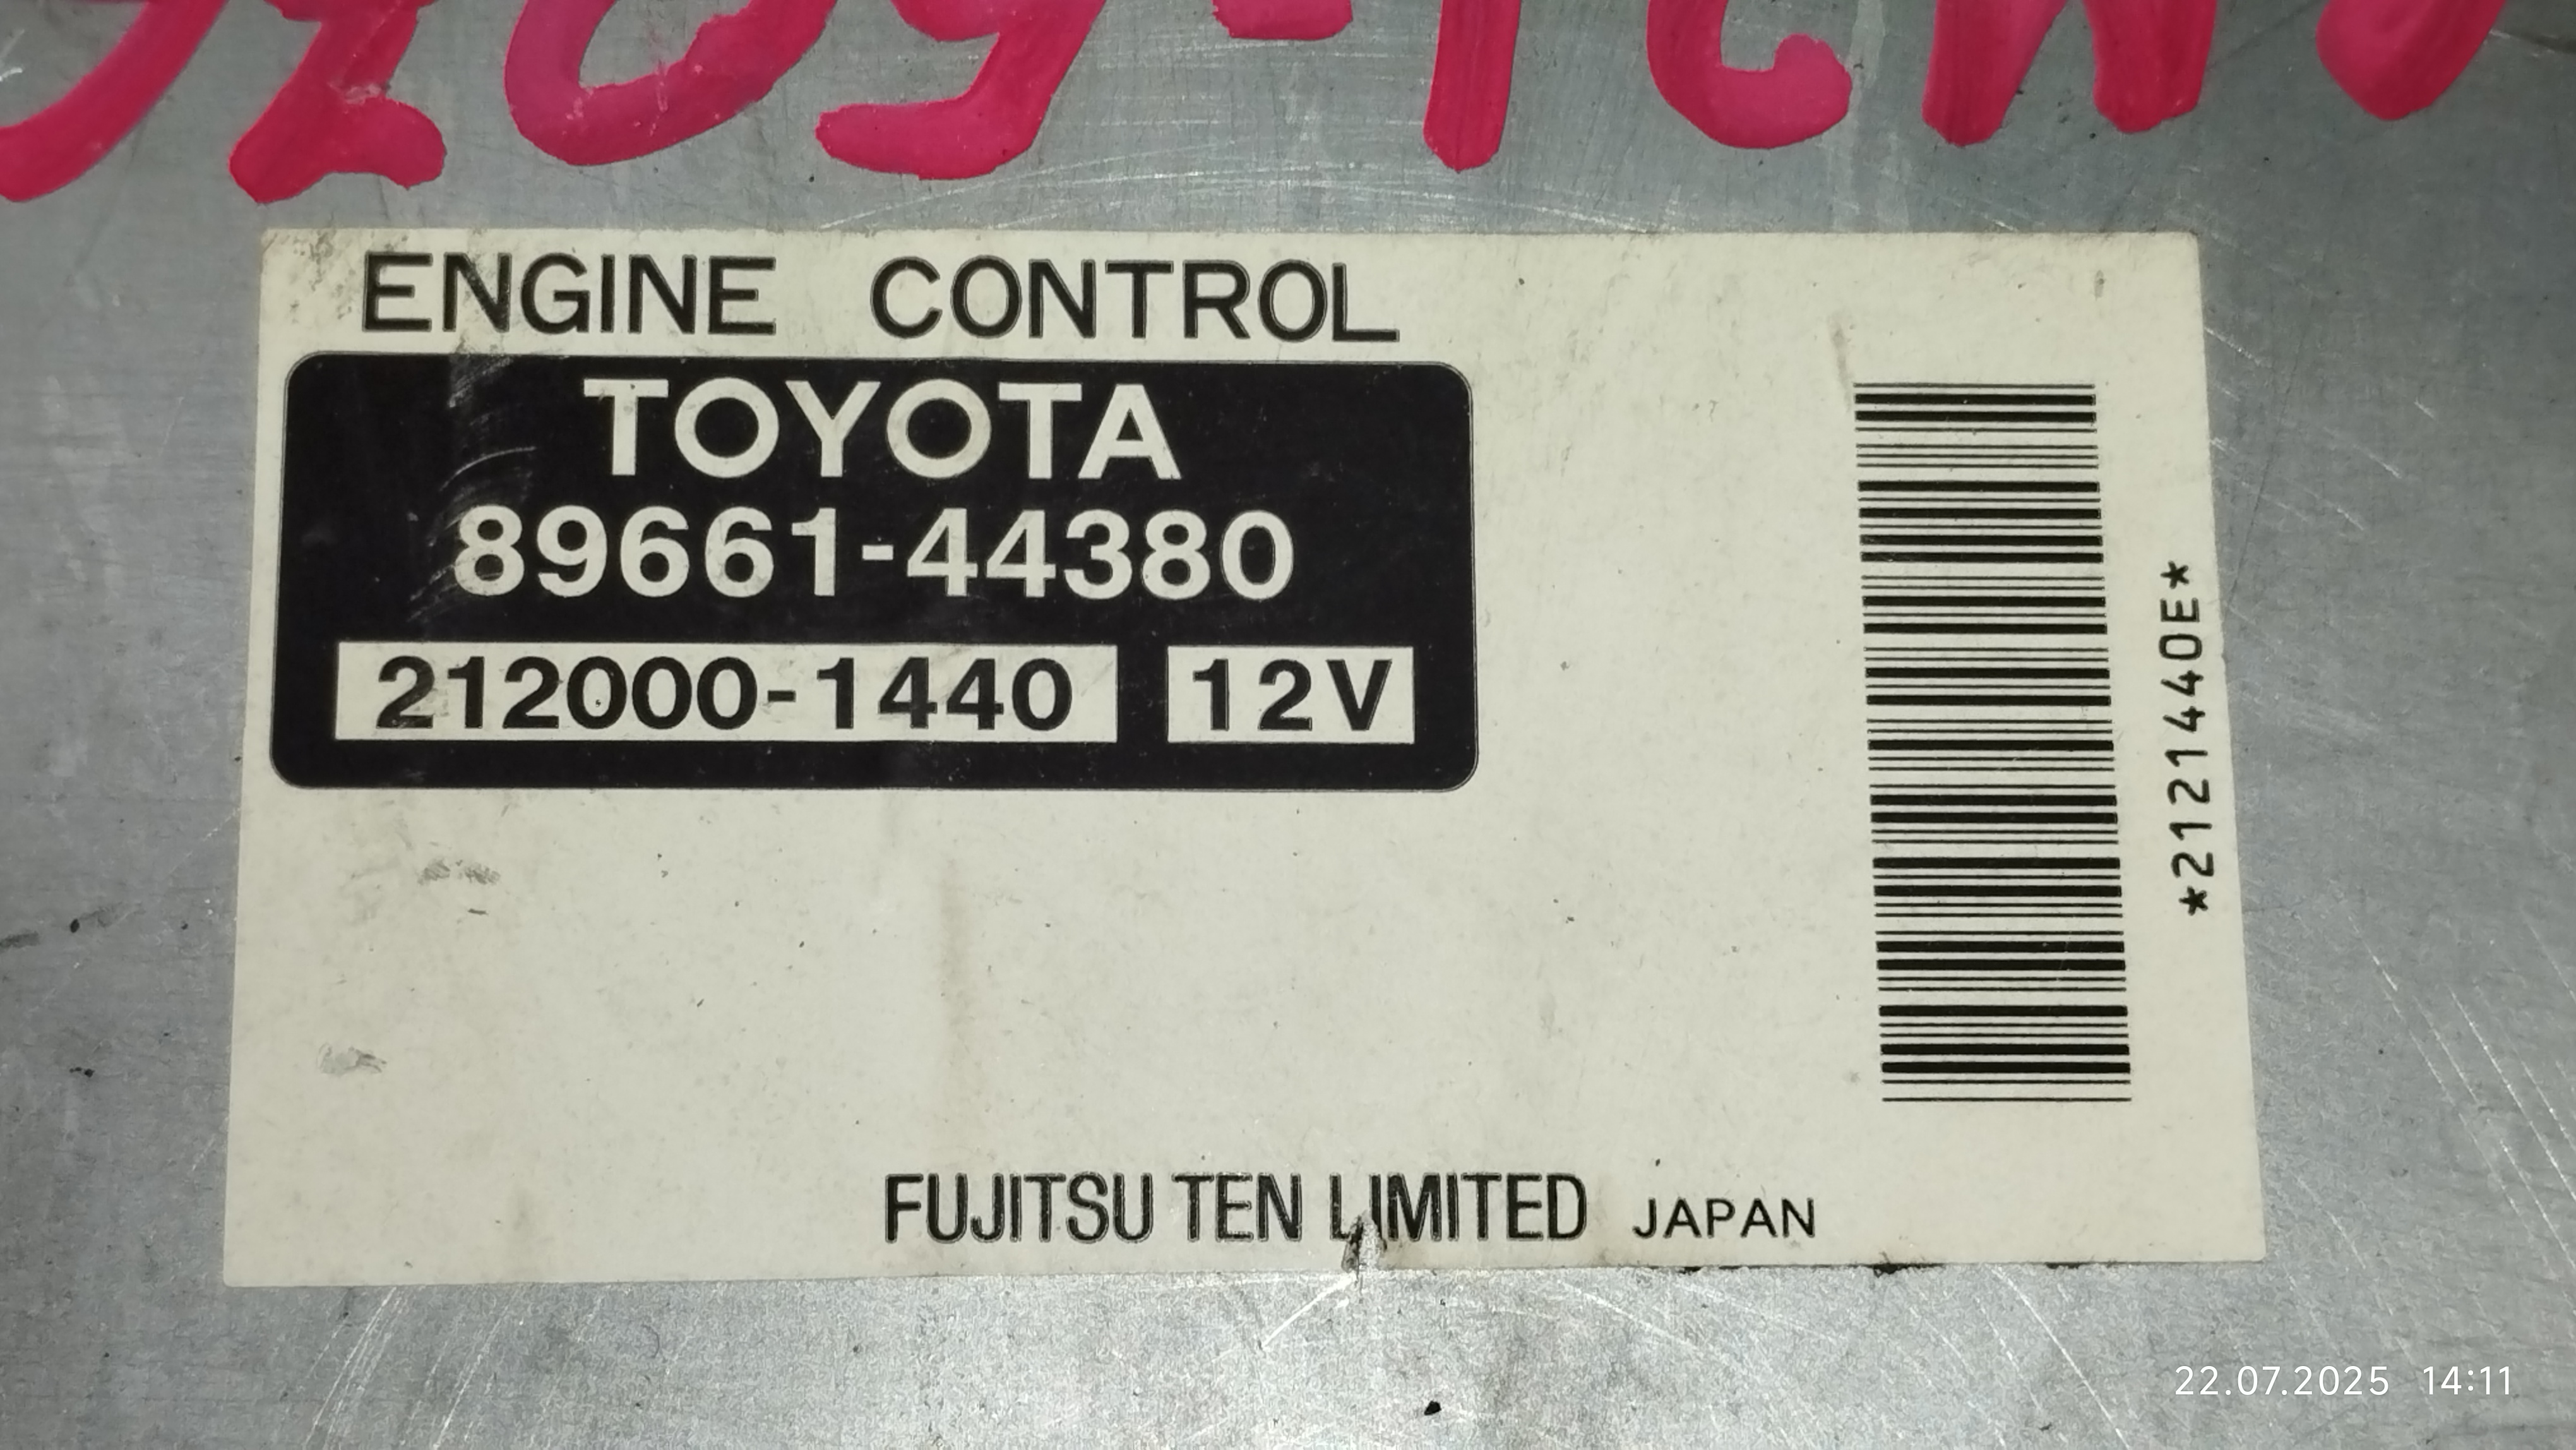 ENGINE CONTROL
TOYOTA
89661-44380
212000-1440 12V
*2121440E*
FUJITSU TEN LIMITED JAPAN
22.07.2025 14:11